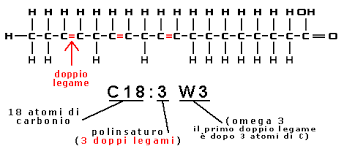 H H H H H H H H H H H H H H H H H OH
H-C-C-C=C-C-C=C-C-C=C-C-C-C-C-C-C-C-C=O
H H H H H H H H H H H
doppio
legame
C18:3 W3
18 atomi di
carbonio
polinsaturo
(3 doppi legami)
(omega 3
il primo doppio legame
è dopo 3 atomi di C)